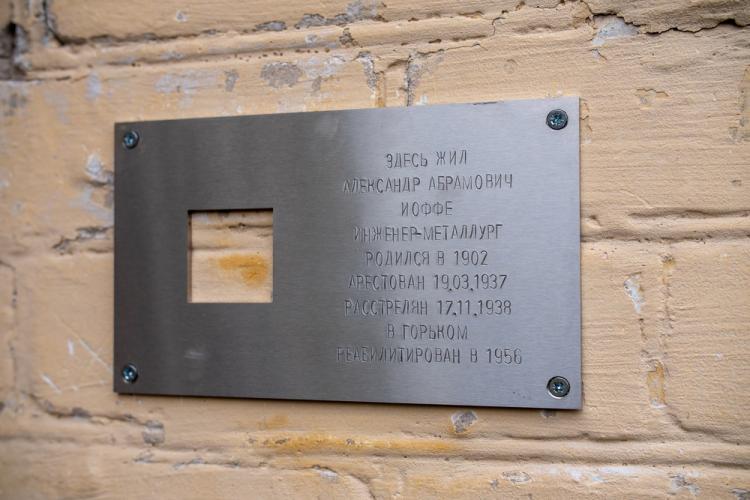 ЗДЕСЬ ЖИЛ
АЛЕКСАНДР АБРАМОВИЧ
ИОФФЕ
ИНЖЕНЕР-МЕТАЛЛУРГ
РОДИЛСЯ В 1902
АРЕСТОВАН 19.03.1937
РАССТРЕЛЯН 17.11.1938
В ГОРЬКОМ
РЕАБИЛИТИРОВАН В 1956